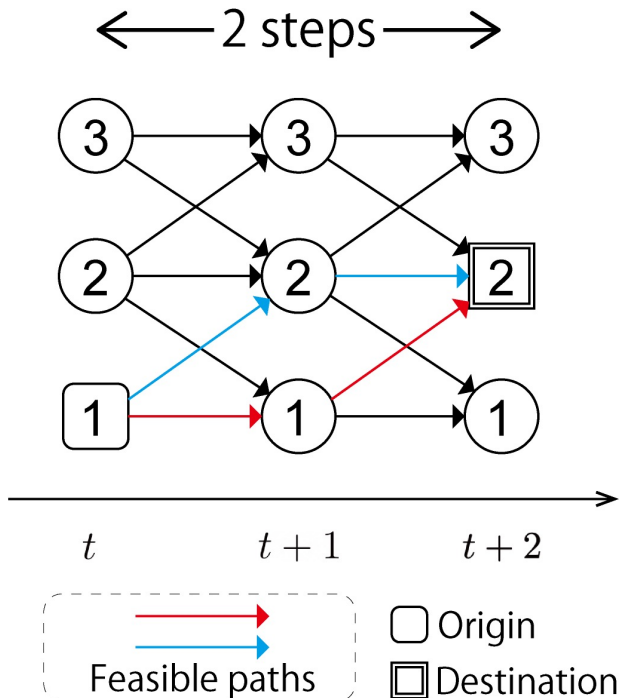 2 steps
3 3 3
2 2 2
1 1 1
t t + 1 t + 2
Feasible paths
Origin
Destination